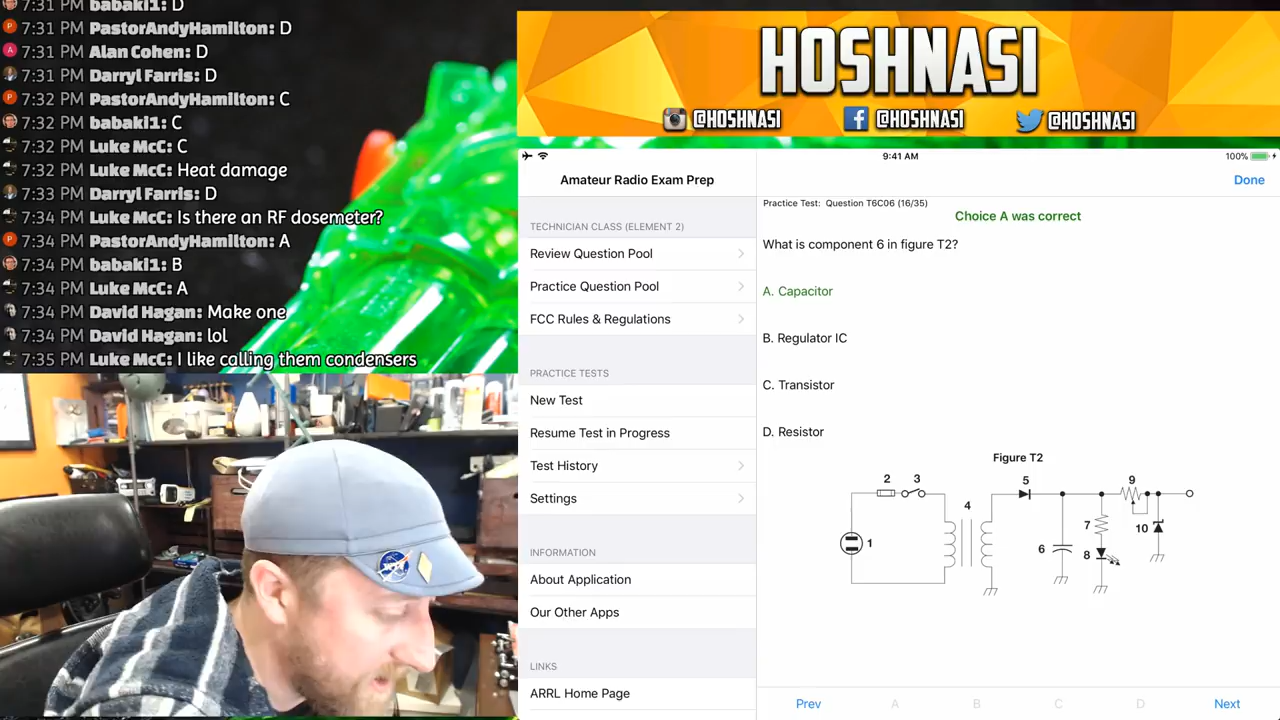 7:31 PM babaki1: D
7:31 PM PastorAndyHamilton: D
7:31 PM Alan Cohen: D
7:31 PM Darryl Farris: D
7:32 PM PastorAndyHamilton: C
7:32 PM babaki1: C
7:32 PM Luke McC: C
7:32 PM Luke McC: Heat damage
7:33 PM Darryl Farris: D
7:34 PM Luke McC: Is there an RF dosemeter?
7:34 PM PastorAndyHamilton: A
7:34 PM babaki1: B
7:34 PM Luke McC: A
7:34 PM David Hagan: Make one
7:34 PM David Hagan: lol
7:35 PM Luke McC: I like calling them condensers
HOSHNASI
@HOSHNASI @HOSHNASI @HOSHNASI
9:41 AM 100%
Amateur Radio Exam Prep
TECHNICIAN CLASS (ELEMENT 2)
Review Question Pool
Practice Question Pool
FCC Rules & Regulations
PRACTICE TESTS
New Test
Resume Test in Progress
Test History
Settings
INFORMATION
About Application
Our Other Apps
LINKS
ARRL Home Page
Done
Practice Test: Question T6C06 (16/35)
Choice A was correct
What is component 6 in figure T2?
A. Capacitor
B. Regulator IC
C. Transistor
D. Resistor
Figure T2
1
2
3
4
5
6
7
8
9
10
Prev A B C D Next